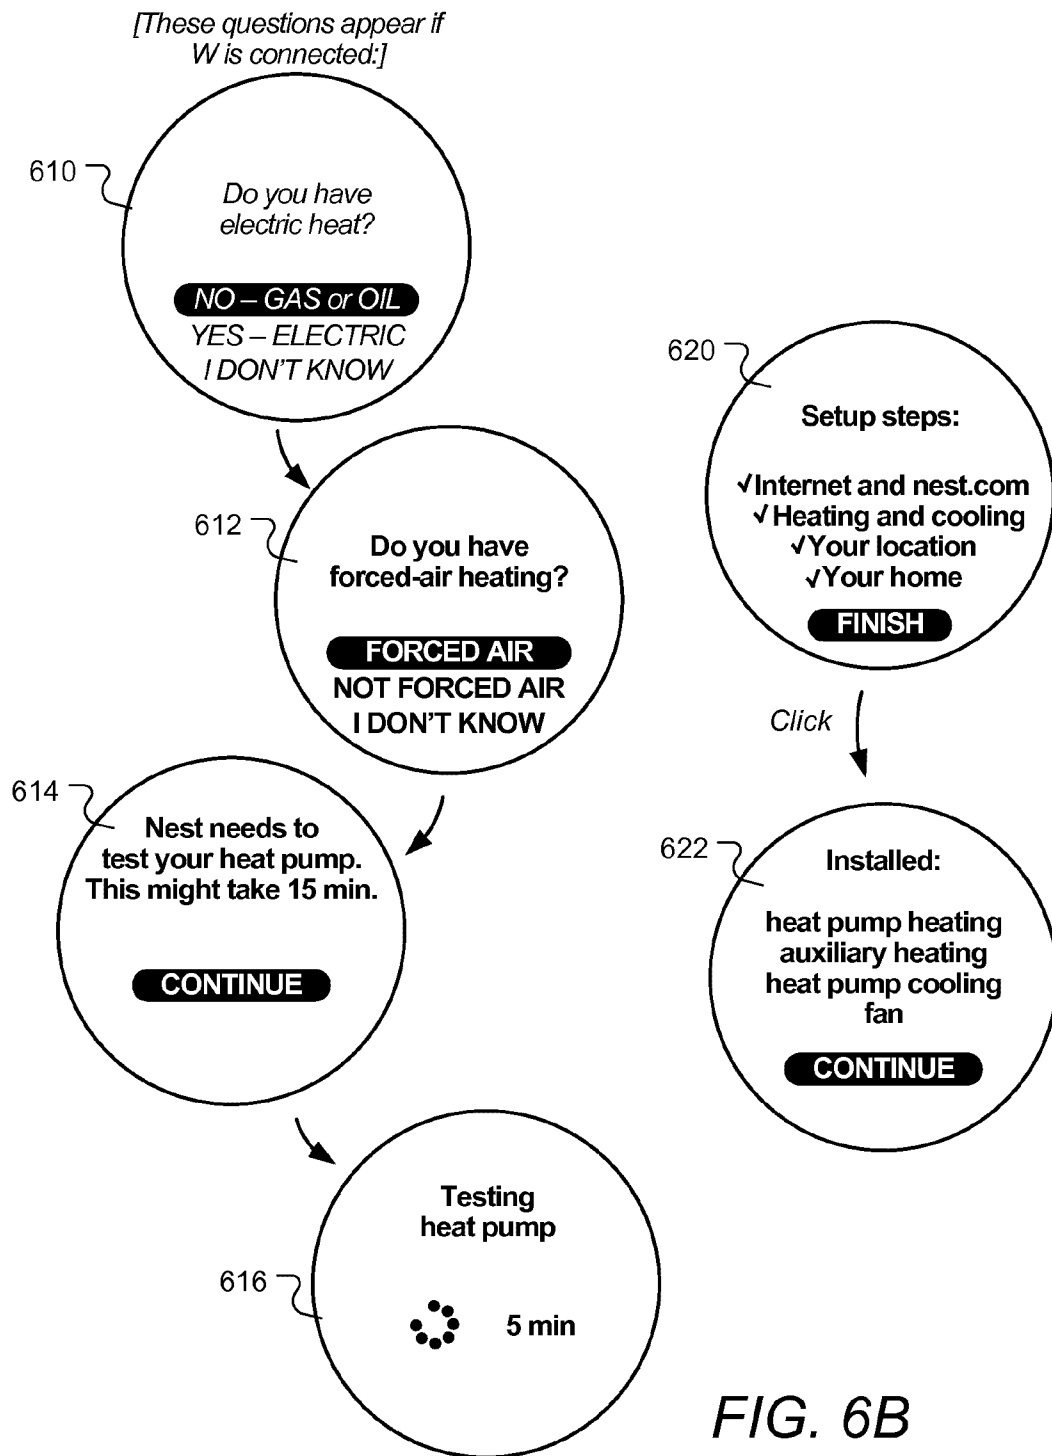 [These questions appear if
W is connected:]
610
Do you have
electric heat?
NO – GAS or OIL
YES – ELECTRIC
I DON'T KNOW
612
Do you have
forced-air heating?
FORCED AIR
NOT FORCED AIR
I DON'T KNOW
614
Nest needs to
test your heat pump.
This might take 15 min.
CONTINUE
616
Testing
heat pump
5 min
620
Setup steps:
√Internet and nest.com
√Heating and cooling
√Your location
√Your home
FINISH
Click
622
Installed:
heat pump heating
auxiliary heating
heat pump cooling
fan
CONTINUE
FIG. 6B